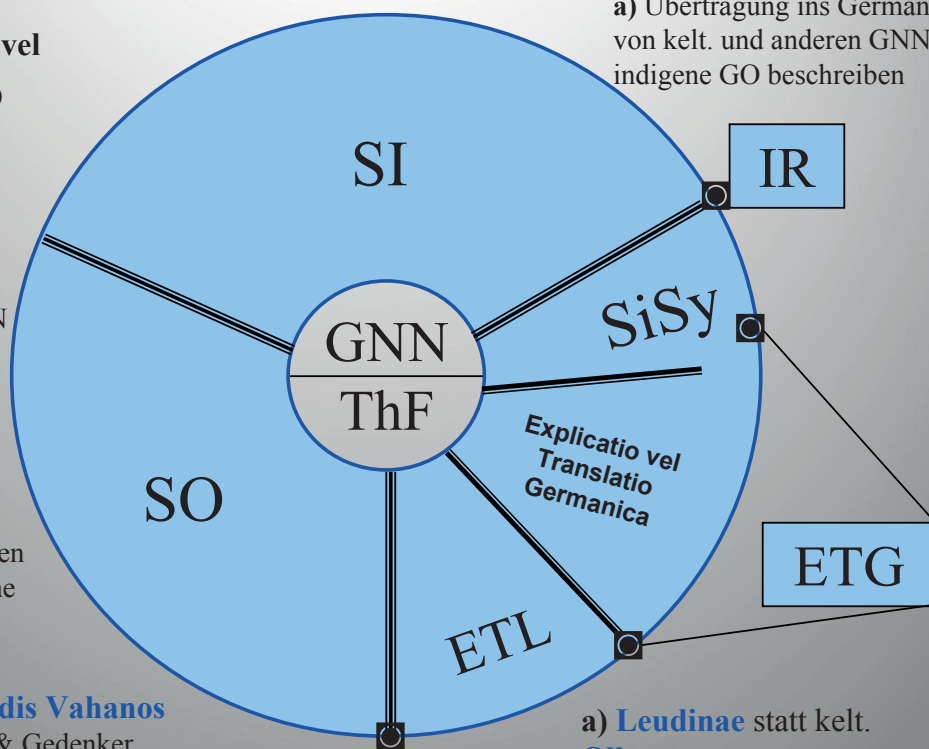 a) Übertragung ins German
von kelt. und anderen GNN
indigene GO beschreiben
vel
)
SI
IR
SiSy
GNN
ThF
N
Explicatio vel
Translatio
Germanica
SO
ETG
en
ne
ETL
dis Vahanos
& Gedenker
a) Leudinae statt kelt.